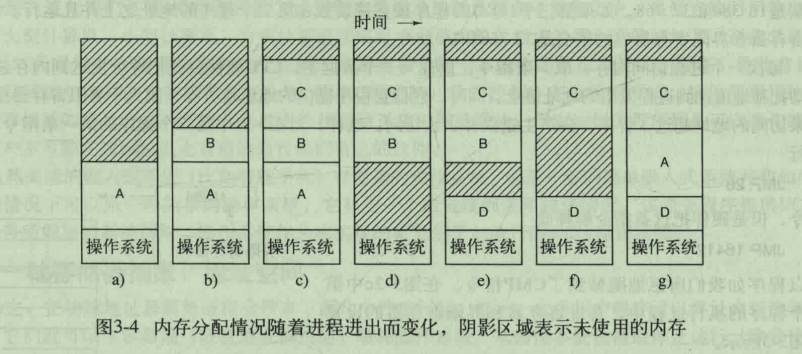 时间
C C C C
B B B B
A A A A
D D
操作系统 操作系统 操作系统 操作系统 操作系统 操作系统 操作系统
a) b) c) d) e) f) g)
图3-4 内存分配情况随着进程进出而变化，阴影区域表示未使用的内存